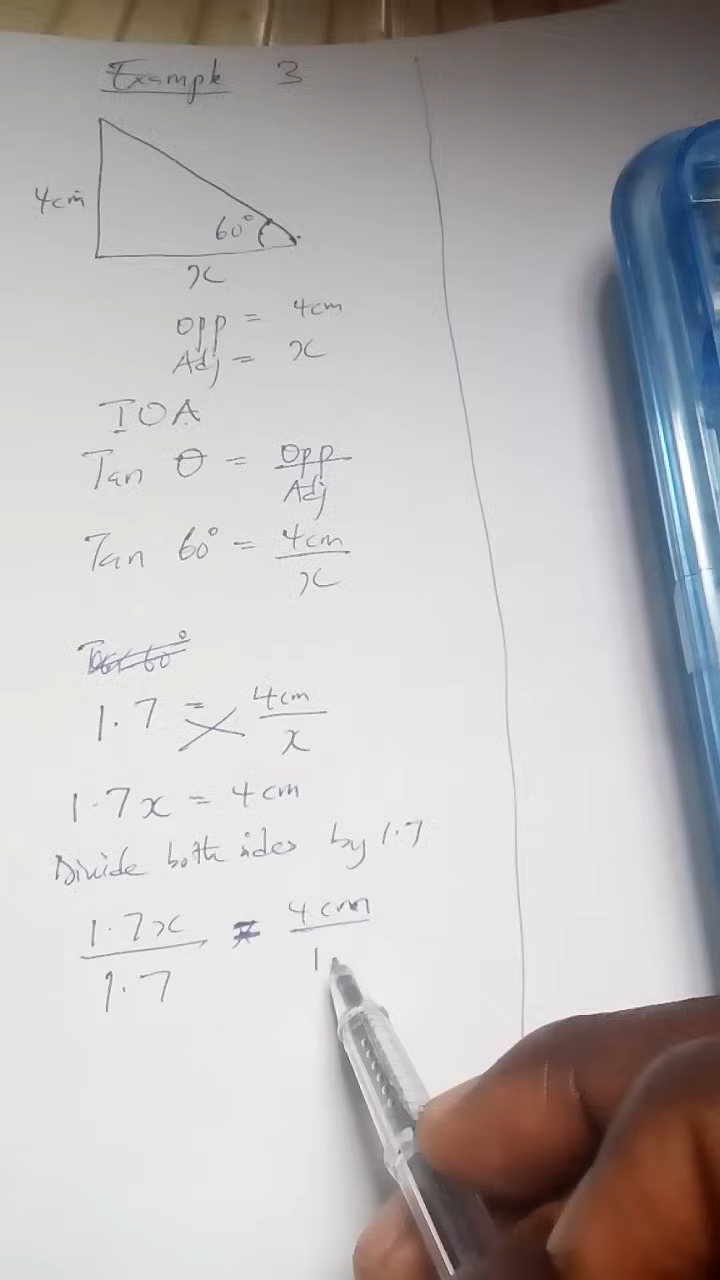 Example 3
4cm
60°
x
Opp = 4cm
Adj = x
TOA
Tan θ = Opp/Adj
Tan 60° = 4cm/x
1.7 = 4cm/x
1.7x = 4cm
Divide both sides by 1.7
1.7x/1.7 = 4cm/1.